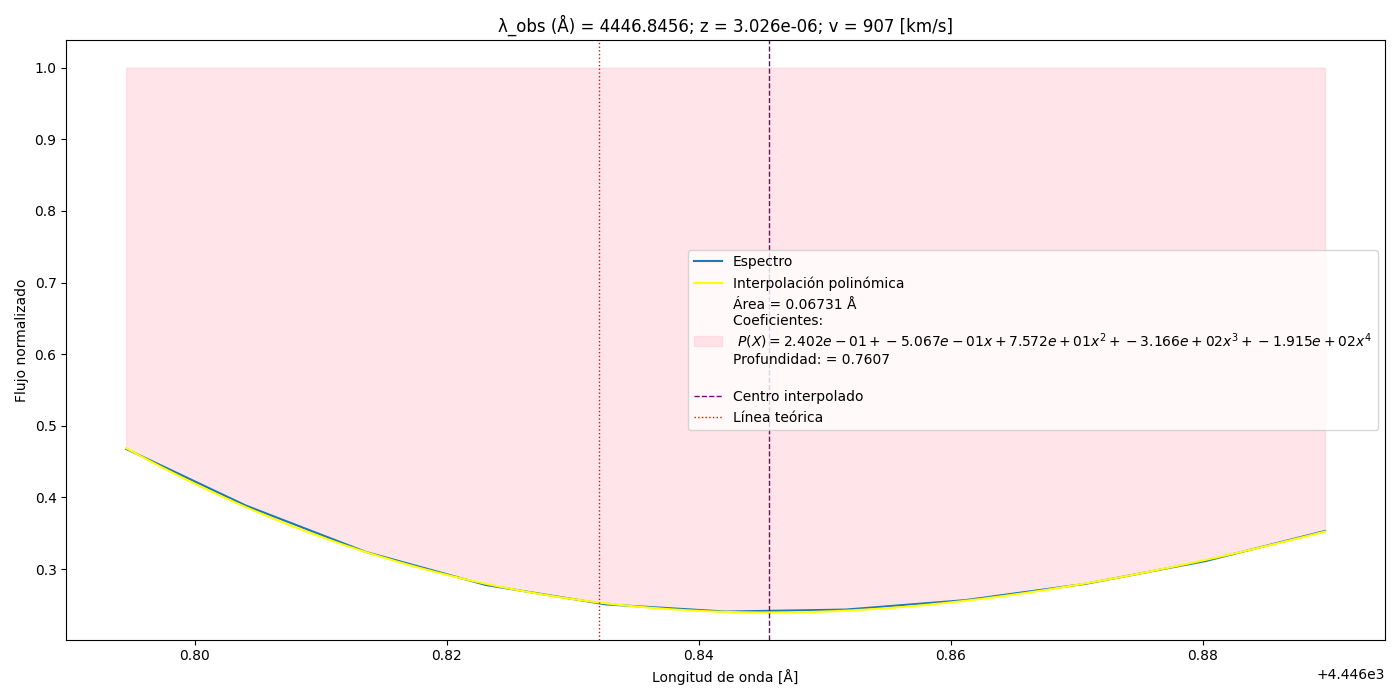 λ_obs (Å) = 4446.8456; z = 3.026e-06; v = 907 [km/s]
Flujo normalizado
1.0
0.9
0.8
0.7
0.6
0.5
0.4
0.3
Espectro
Interpolación polinómica
Área = 0.06731 Å
Coeficientes:
P(X) = 2.402e − 01 + − 5.067e − 01x + 7.572e + 01x² + − 3.166e + 02x³ + − 1.915e + 02x⁴
Profundidad: = 0.7607
Centro interpolado
Línea teórica
0.80 0.82 0.84 0.86 0.88
+4.446e3
Longitud de onda [Å]